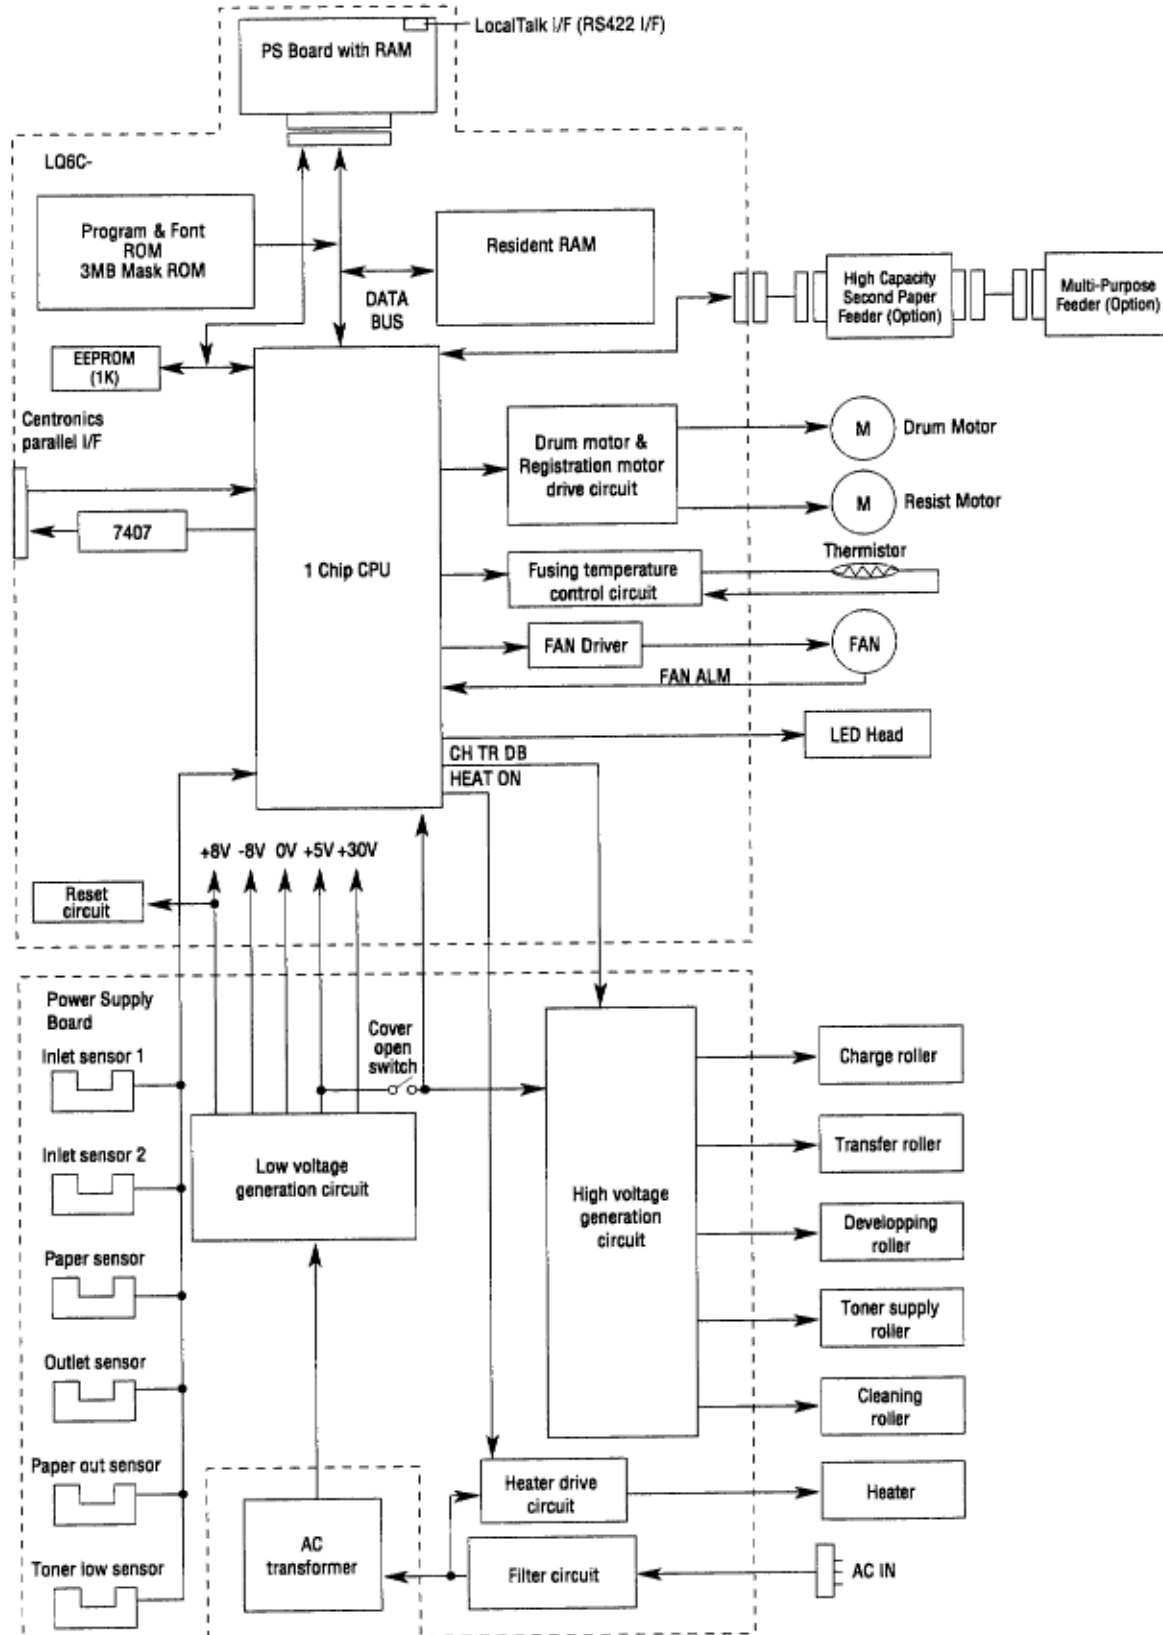 LocalTalk I/F (RS422 I/F)
PS Board with RAM
LQ6C-
Program & Font
ROM
3MB Mask ROM
Resident RAM
DATA
BUS
High Capacity
Second Paper
Feeder (Option)
Multi-Purpose
Feeder (Option)
EEPROM
(1K)
Centronics
parallel I/F
7407
1 Chip CPU
Drum motor &
Registration motor
drive circuit
M
Drum Motor
M
Resist Motor
Thermistor
Fusing temperature
control circuit
FAN Driver
FAN
FAN ALM
LED Head
CH TR DB
HEAT ON
+8V -8V 0V +5V +30V
Reset
circuit
Power Supply
Board
Cover
open
switch
Inlet sensor 1
Inlet sensor 2
Paper sensor
Outlet sensor
Paper out sensor
Toner low sensor
Low voltage
generation circuit
High voltage
generation
circuit
Charge roller
Transfer roller
Developping
roller
Toner supply
roller
Cleaning
roller
Heater drive
circuit
Heater
AC
transformer
Filter circuit
AC IN